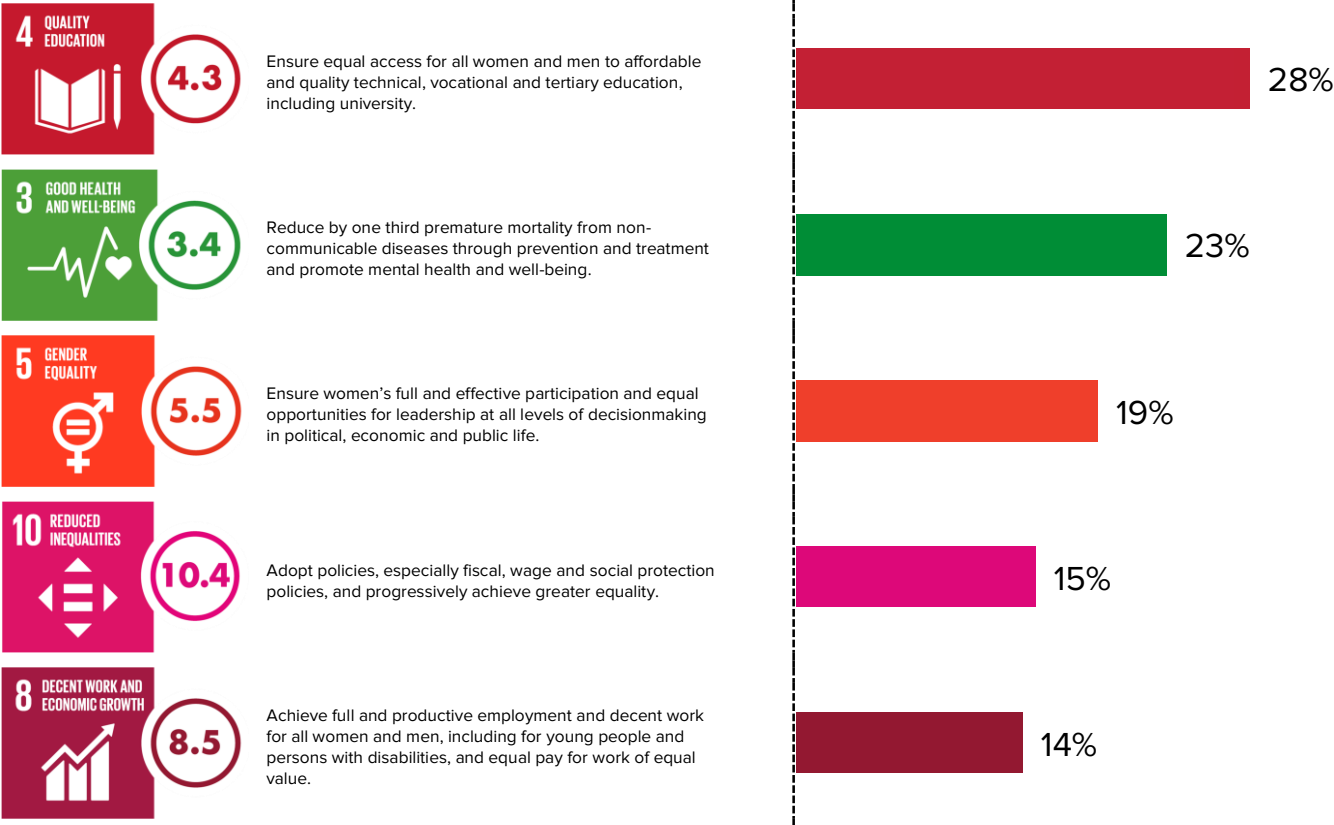 4 QUALITY
EDUCATION
4.3
Ensure equal access for all women and men to affordable
and quality technical, vocational and tertiary education,
including university.
28%
3 GOOD HEALTH
AND WELL-BEING
3.4
Reduce by one third premature mortality from non-
communicable diseases through prevention and treatment
and promote mental health and well-being.
23%
5 GENDER
EQUALITY
5.5
Ensure women’s full and effective participation and equal
opportunities for leadership at all levels of decisionmaking
in political, economic and public life.
19%
10 REDUCED
INEQUALITIES
10.4
Adopt policies, especially fiscal, wage and social protection
policies, and progressively achieve greater equality.
15%
8 DECENT WORK AND
ECONOMIC GROWTH
8.5
Achieve full and productive employment and decent work
for all women and men, including for young people and
persons with disabilities, and equal pay for work of equal
value.
14%